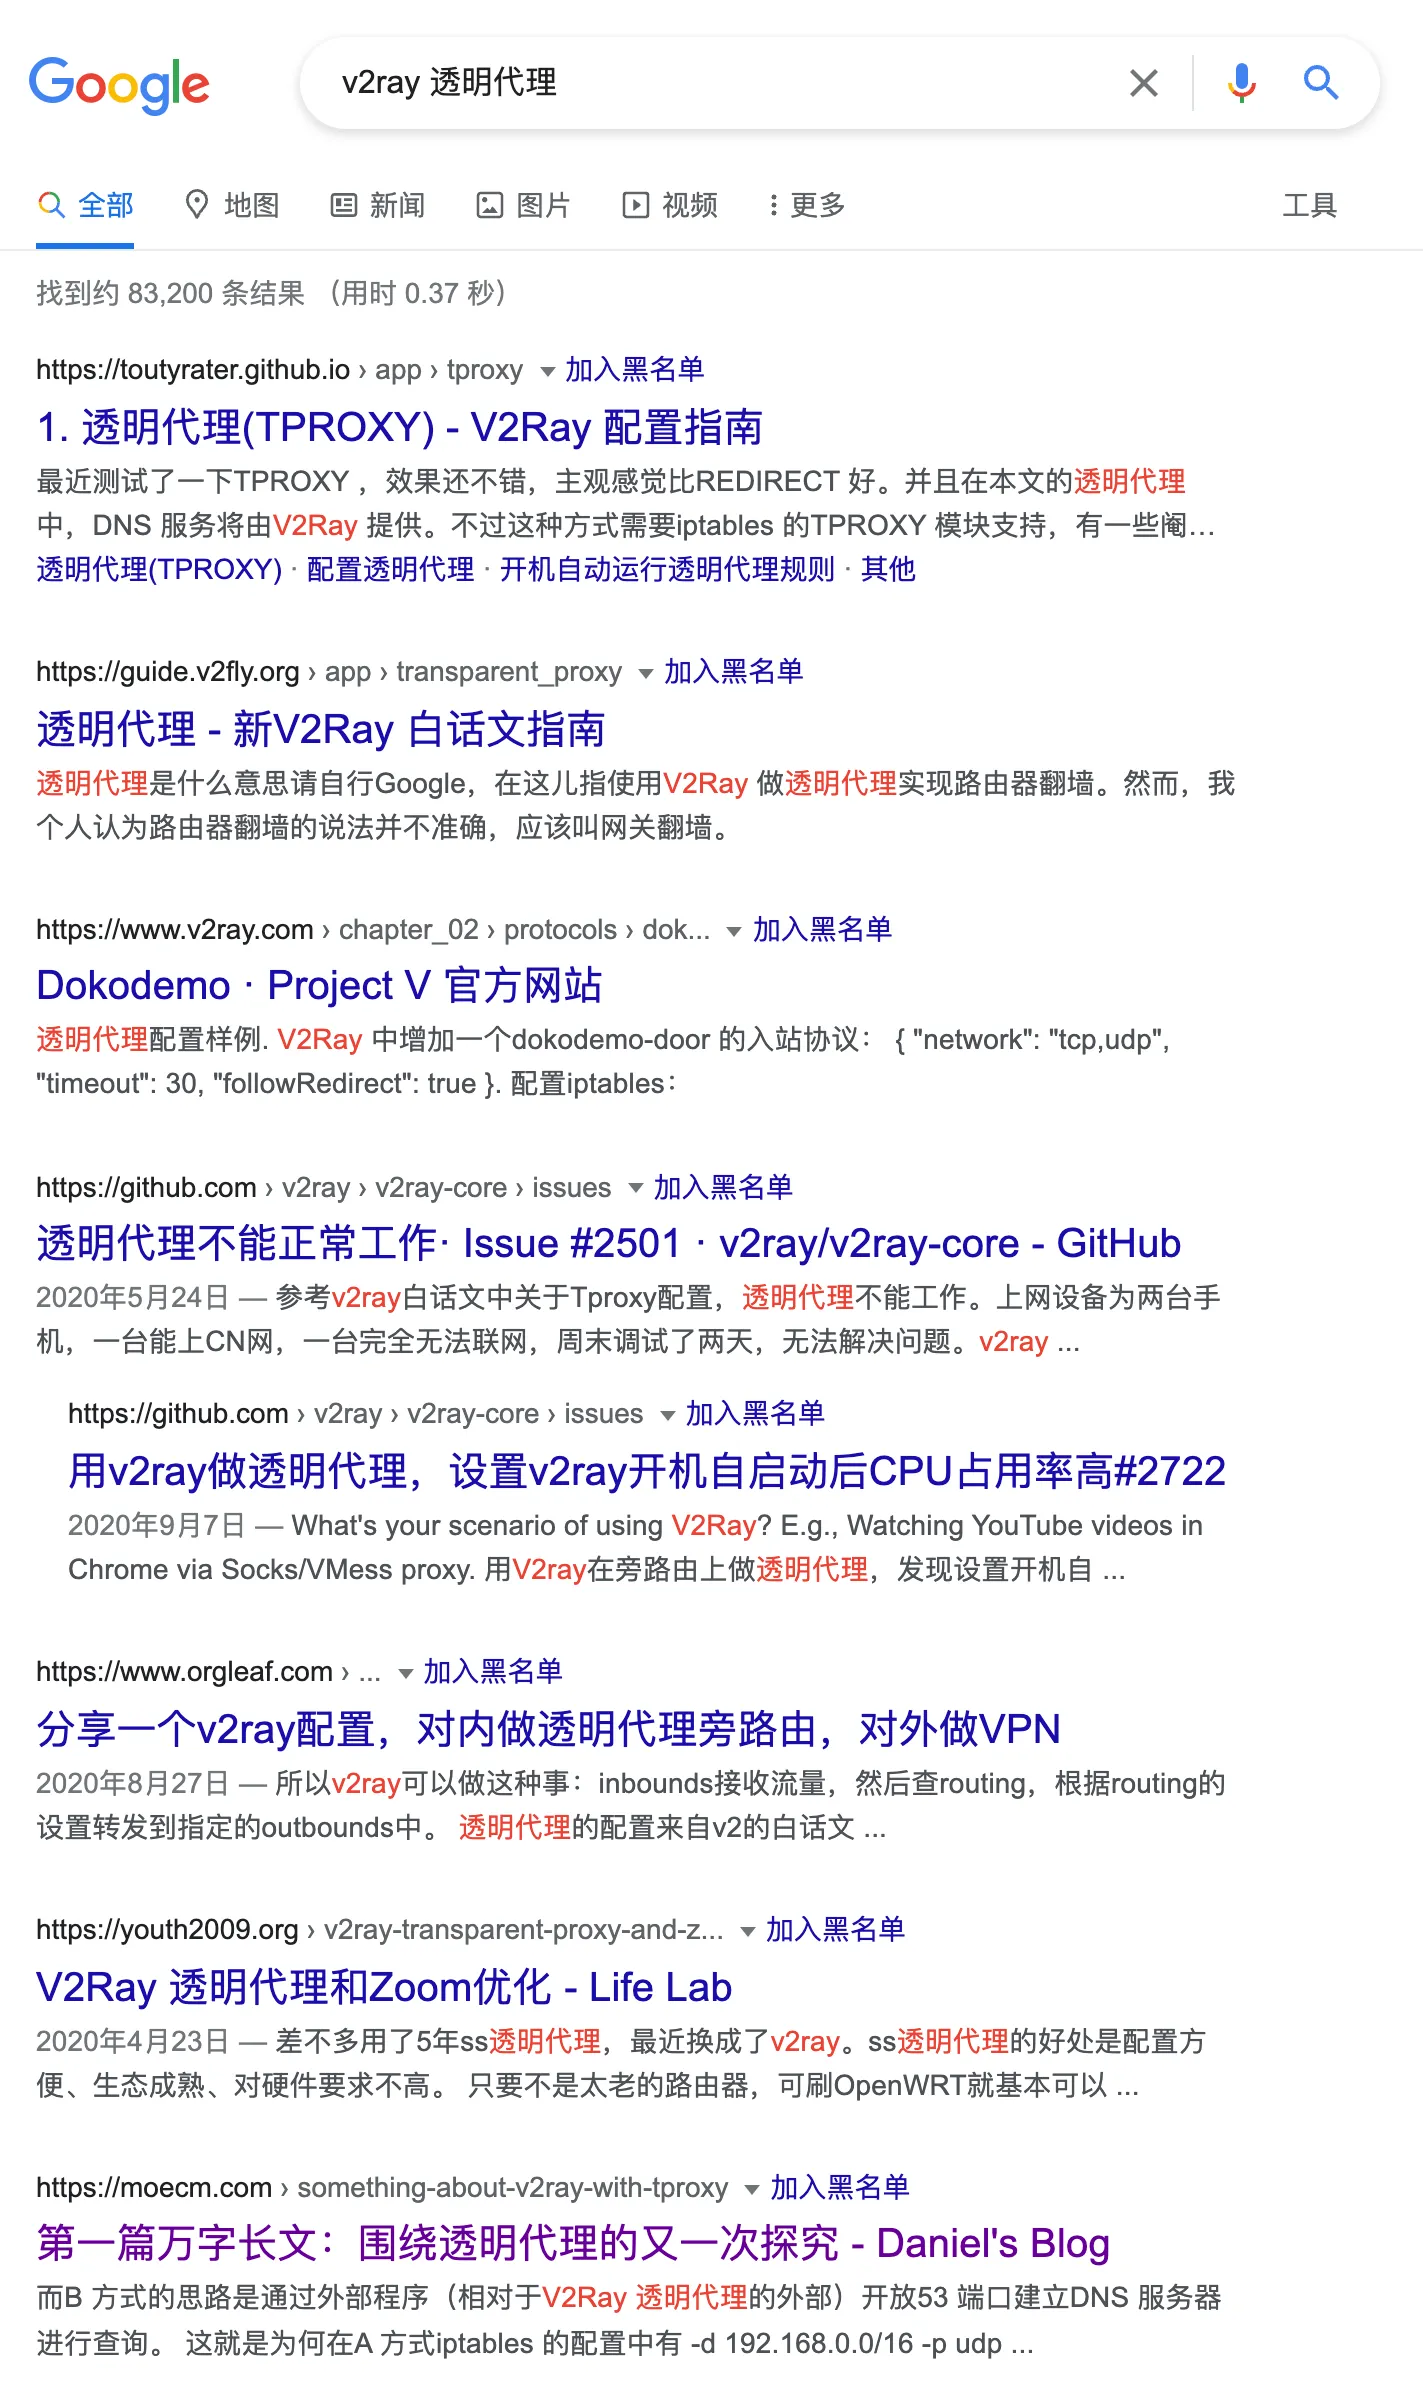 Google
v2ray 透明代理
全部 地图 新闻 图片 视频 更多 工具
找到约 83,200 条结果 （用时 0.37 秒）
https://toutyrater.github.io › app › tproxy 加入黑名单
1. 透明代理(TPROXY) - V2Ray 配置指南
最近测试了一下TPROXY ，效果还不错，主观感觉比REDIRECT 好。并且在本文的透明代理
中，DNS 服务将由V2Ray 提供。不过这种方式需要iptables 的TPROXY 模块支持，有一些阉...
透明代理(TPROXY) · 配置透明代理 · 开机自动运行透明代理规则 · 其他
https://guide.v2fly.org › app › transparent_proxy 加入黑名单
透明代理 - 新V2Ray 白话文指南
透明代理是什么意思请自行Google，在这儿指使用V2Ray 做透明代理实现路由器翻墙。然而，我
个人认为路由器翻墙的说法并不准确，应该叫网关翻墙。
https://www.v2ray.com › chapter_02 › protocols › dok... 加入黑名单
Dokodemo · Project V 官方网站
透明代理配置样例. V2Ray 中增加一个dokodemo-door 的入站协议： { "network": "tcp,udp",
"timeout": 30, "followRedirect": true }. 配置iptables：
https://github.com › v2ray › v2ray-core › issues 加入黑名单
透明代理不能正常工作· Issue #2501 · v2ray/v2ray-core - GitHub
2020年5月24日 — 参考v2ray白话文中关于Tproxy配置，透明代理不能工作。上网设备为两台手
机，一台能上CN网，一台完全无法联网，周末调试了两天，无法解决问题。v2ray ...
https://github.com › v2ray › v2ray-core › issues 加入黑名单
用v2ray做透明代理，设置v2ray开机自启动后CPU占用率高#2722
2020年9月7日 — What's your scenario of using V2Ray? E.g., Watching YouTube videos in
Chrome via Socks/VMess proxy. 用V2ray在旁路由上做透明代理，发现设置开机自 ...
https://www.orgleaf.com › ... 加入黑名单
分享一个v2ray配置，对内做透明代理旁路由，对外做VPN
2020年8月27日 — 所以v2ray可以做这种事：inbounds接收流量，然后查routing，根据routing的
设置转发到指定的outbounds中。 透明代理的配置来自v2的白话文 ...
https://youth2009.org › v2ray-transparent-proxy-and-z... 加入黑名单
V2Ray 透明代理和Zoom优化 - Life Lab
2020年4月23日 — 差不多用了5年ss透明代理，最近换成了v2ray。ss透明代理的好处是配置方
便、生态成熟、对硬件要求不高。 只要不是太老的路由器，可刷OpenWRT就基本可以 ...
https://moecm.com › something-about-v2ray-with-tproxy 加入黑名单
第一篇万字长文：围绕透明代理的又一次探究 - Daniel's Blog
而B 方式的思路是通过外部程序（相对于V2Ray 透明代理的外部）开放53 端口建立DNS 服务器
进行查询。 这就是为何在A 方式iptables 的配置中有 -d 192.168.0.0/16 -p udp ...